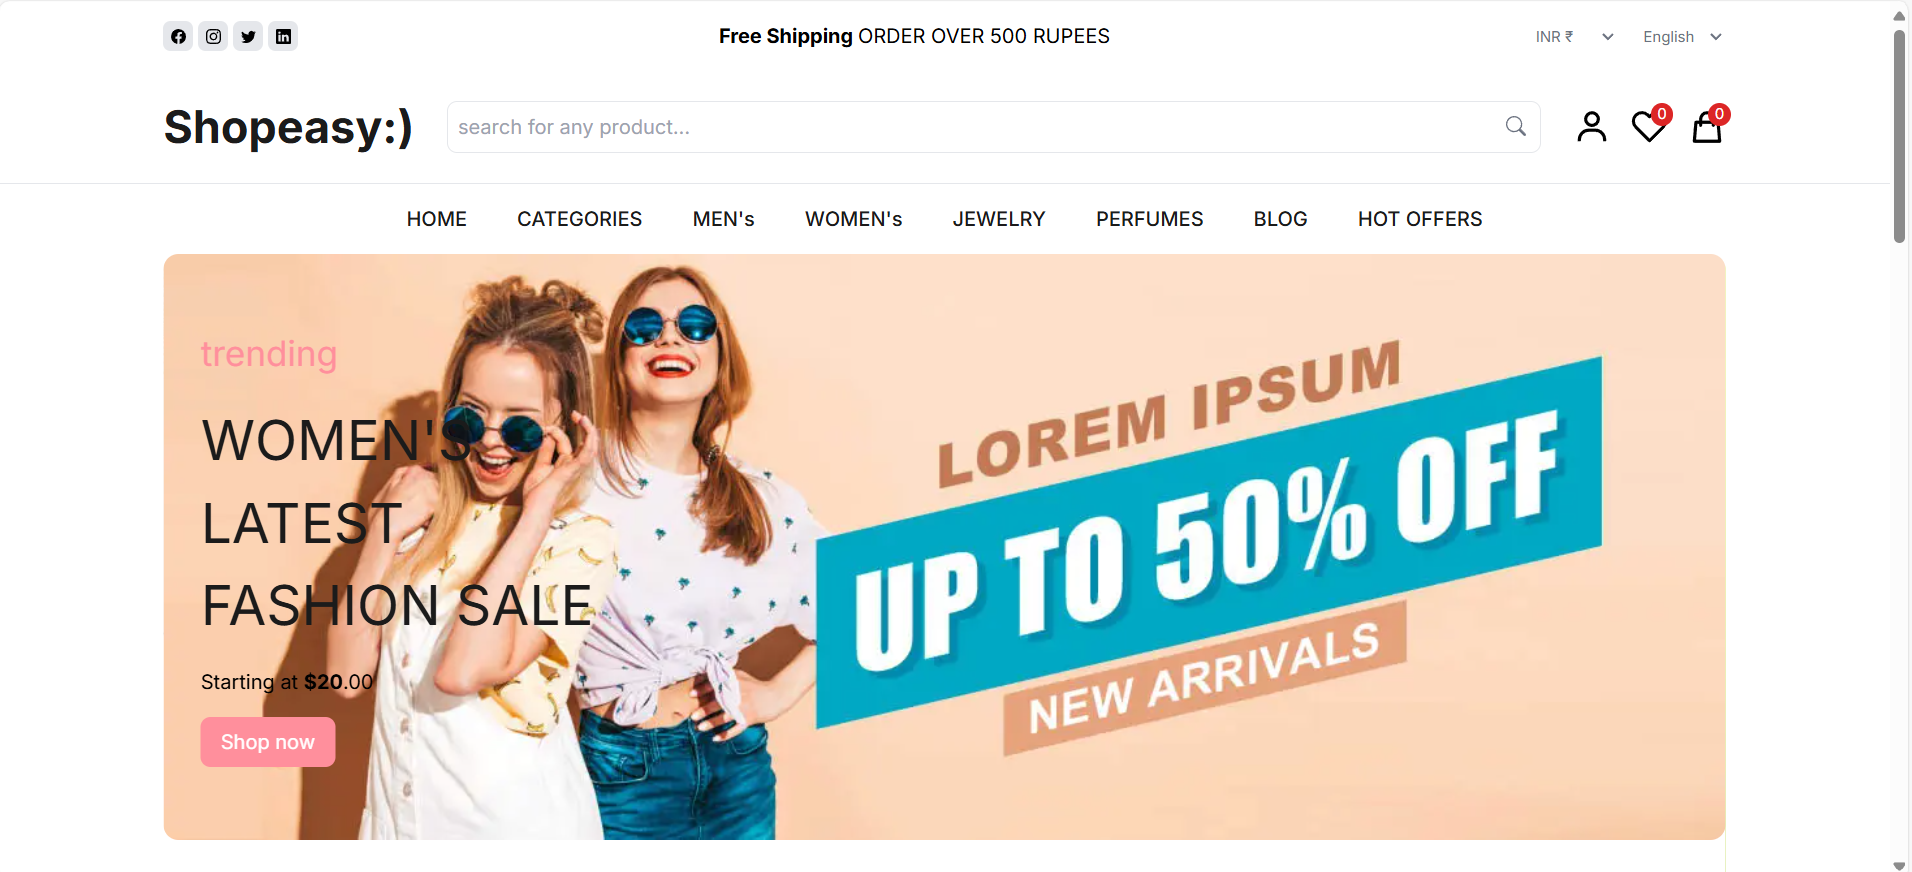 Free Shipping ORDER OVER 500 RUPEES
INR ₹
English
Shopeasy:)
search for any product...
0
0
HOME
CATEGORIES
MEN's
WOMEN's
JEWELRY
PERFUMES
BLOG
HOT OFFERS
trending
WOMEN'S
LATEST
FASHION SALE
Starting at $20.00
Shop now
LOREM IPSUM
UP TO 50% OFF
NEW ARRIVALS